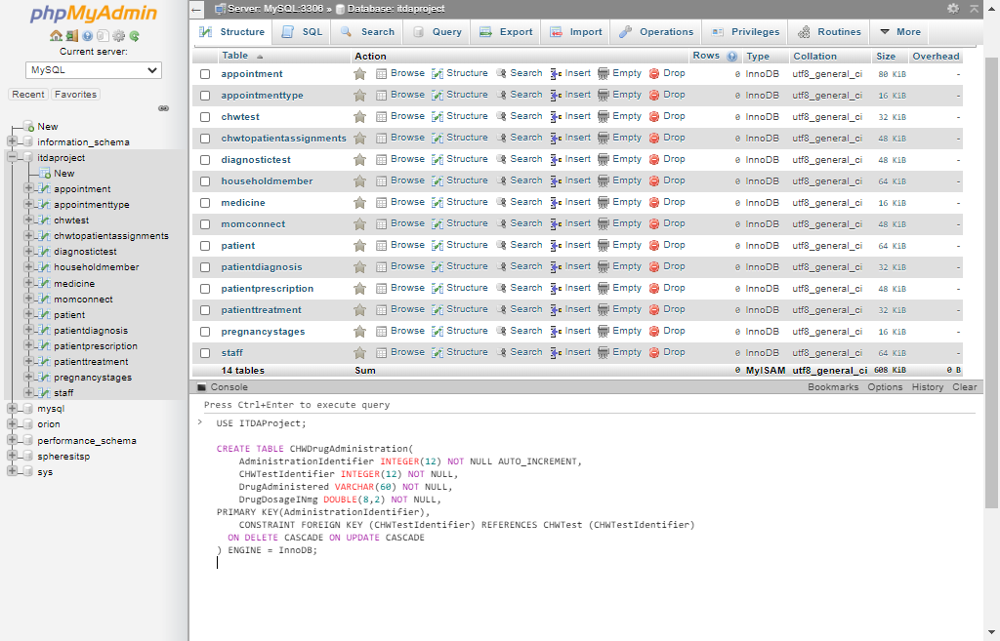 phpMyAdmin
Current server:
MySQL
Recent Favorites
New
information_schema
itdaproject
New
appointment
appointmenttype
chwtest
chwtopatientassignments
diagnostictest
householdmember
medicine
momconnect
patient
patientdiagnosis
patientprescription
patienttreatment
pregnancystages
staff
mysql
orion
performance_schema
spheresitsp
sys
Server: MySQL:3306 » Database: itdaproject
Structure SQL Search Query Export Import Operations Privileges Routines More
Table Action Rows Type Collation Size Overhead
appointment Browse Structure Search Insert Empty Drop 0 InnoDB utf8_general_ci 80 KiB -
appointmenttype Browse Structure Search Insert Empty Drop 0 InnoDB utf8_general_ci 16 KiB -
chwtest Browse Structure Search Insert Empty Drop 0 InnoDB utf8_general_ci 32 KiB -
chwtopatientassignments Browse Structure Search Insert Empty Drop 0 InnoDB utf8_general_ci 48 KiB -
diagnostictest Browse Structure Search Insert Empty Drop 0 InnoDB utf8_general_ci 48 KiB -
householdmember Browse Structure Search Insert Empty Drop 0 InnoDB utf8_general_ci 64 KiB -
medicine Browse Structure Search Insert Empty Drop 0 InnoDB utf8_general_ci 16 KiB -
momconnect Browse Structure Search Insert Empty Drop 0 InnoDB utf8_general_ci 48 KiB -
patient Browse Structure Search Insert Empty Drop 0 InnoDB utf8_general_ci 64 KiB -
patientdiagnosis Browse Structure Search Insert Empty Drop 0 InnoDB utf8_general_ci 32 KiB -
patientprescription Browse Structure Search Insert Empty Drop 0 InnoDB utf8_general_ci 48 KiB -
patienttreatment Browse Structure Search Insert Empty Drop 0 InnoDB utf8_general_ci 32 KiB -
pregnancystages Browse Structure Search Insert Empty Drop 0 InnoDB utf8_general_ci 16 KiB -
staff Browse Structure Search Insert Empty Drop 0 InnoDB utf8_general_ci 64 KiB -
14 tables Sum 0 MyISAM utf8_general_ci 608 KiB 0 B
Console Bookmarks Options History Clear
Press Ctrl+Enter to execute query
> USE ITDAProject;
CREATE TABLE CHWDrugAdministration(
AdministrationIdentifier INTEGER(12) NOT NULL AUTO_INCREMENT,
CHWTestIdentifier INTEGER(12) NOT NULL,
DrugAdministered VARCHAR(60) NOT NULL,
DrugDosageINmg DOUBLE(8,2) NOT NULL,
PRIMARY KEY(AdministrationIdentifier),
CONSTRAINT FOREIGN KEY (CHWTestIdentifier) REFERENCES CHWTest (CHWTestIdentifier)
ON DELETE CASCADE ON UPDATE CASCADE
) ENGINE = InnoDB;